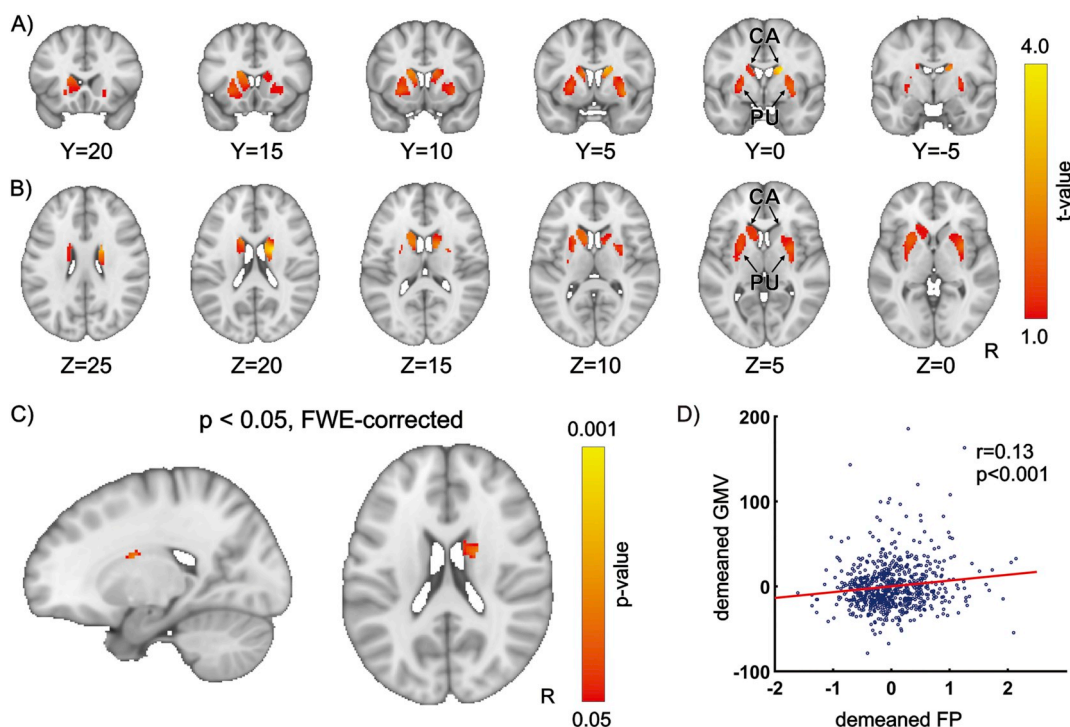 A)
CA
PU
4.0
t-value
1.0
Y=20 Y=15 Y=10 Y=5 Y=0 Y=-5
B)
CA
PU
R
Z=25 Z=20 Z=15 Z=10 Z=5 Z=0
C)
p < 0.05, FWE-corrected
0.001
p-value
0.05
R
D)
200
100
0
-100
demeaned GMV
r=0.13
p<0.001
-2 -1 0 1 2
demeaned FP